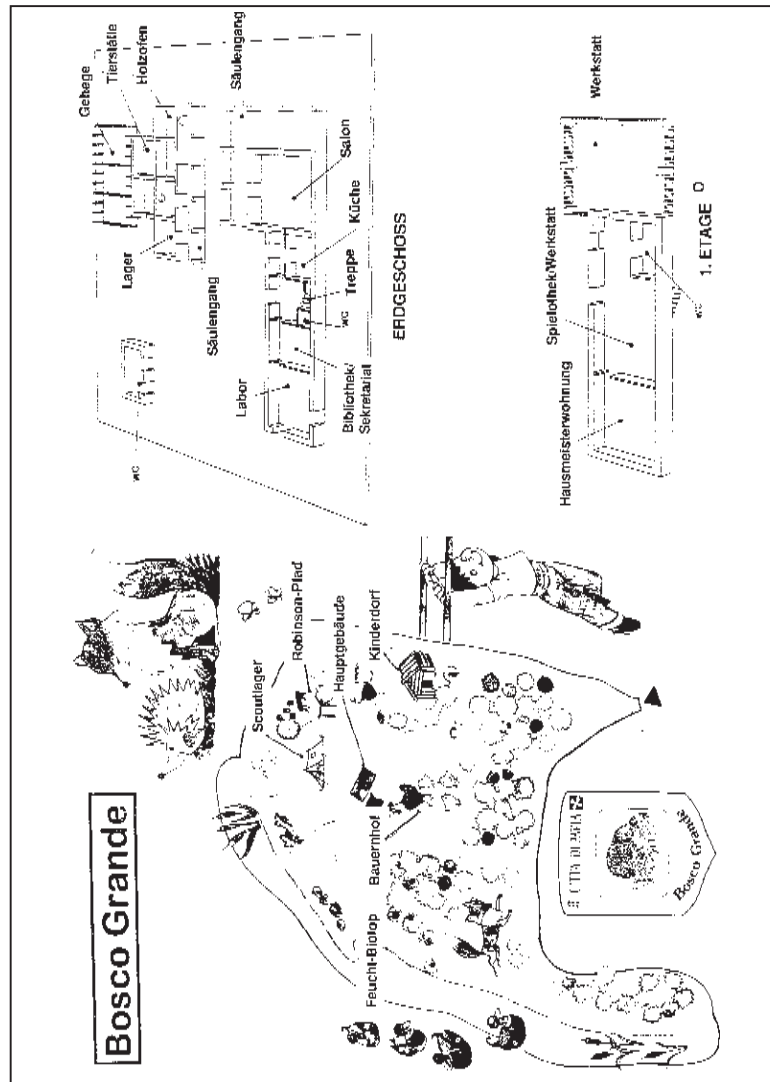 Bosco Grande
Scoutlager
Robinson-Plad
Hauptgebäude
Kinderdorf
Bauernhof
Feucht-Biotop
Bosco Grande
Gehege
Tierställe
Holzofen
Säulengang
Lager
Säulengang
WC
Salon
Küche
Treppe
WC
Bibliothek/
Sekretariat
Labor
ERDGESCHOSS
Werkstatt
Spielothek/Werkstatt
Hausmeisterwohnung
WC
1. ETAGE O